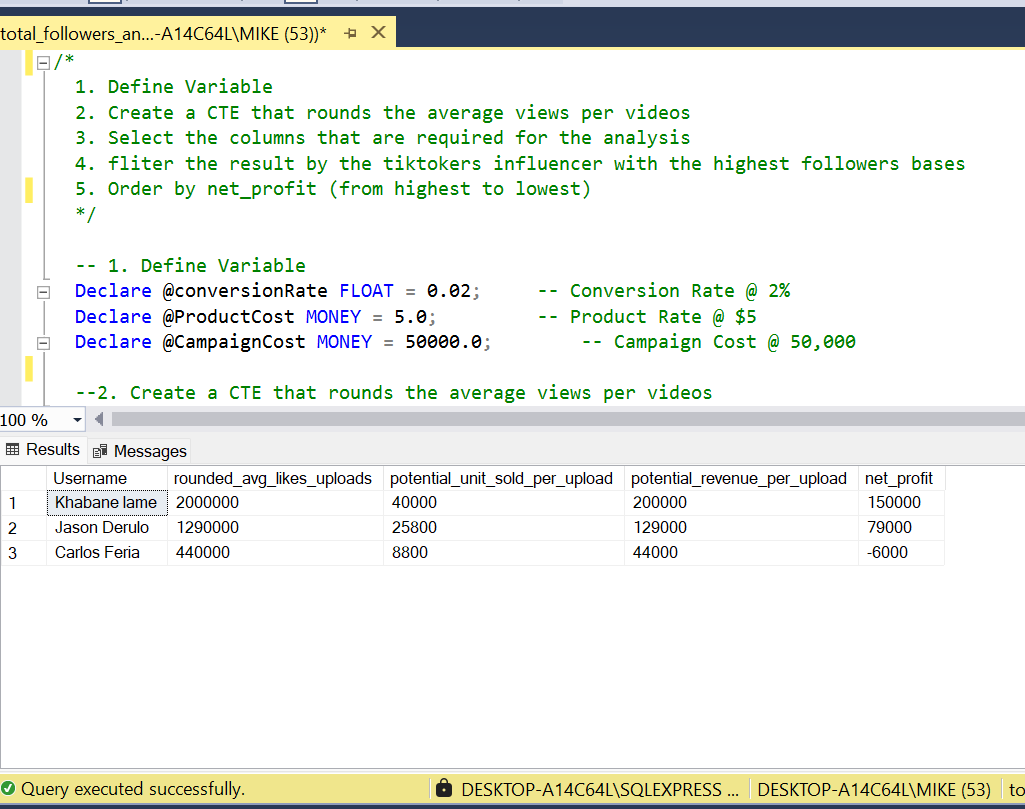 total_followers_an...-A14C64L\MIKE (53))*
/*
1. Define Variable
2. Create a CTE that rounds the average views per videos
3. Select the columns that are required for the analysis
4. fliter the result by the tiktokers influencer with the highest followers bases
5. Order by net_profit (from highest to lowest)
*/
-- 1. Define Variable
Declare @conversionRate FLOAT = 0.02; -- Conversion Rate @ 2%
Declare @ProductCost MONEY = 5.0; -- Product Rate @ $5
Declare @CampaignCost MONEY = 50000.0; -- Campaign Cost @ 50,000
--2. Create a CTE that rounds the average views per videos
100 %
Results Messages
Username rounded_avg_likes_uploads potential_unit_sold_per_upload potential_revenue_per_upload net_profit
1 Khabane lame 2000000 40000 200000 150000
2 Jason Derulo 1290000 25800 129000 79000
3 Carlos Feria 440000 8800 44000 -6000
Query executed successfully. DESKTOP-A14C64L\SQLEXPRESS ... DESKTOP-A14C64L\MIKE (53) to